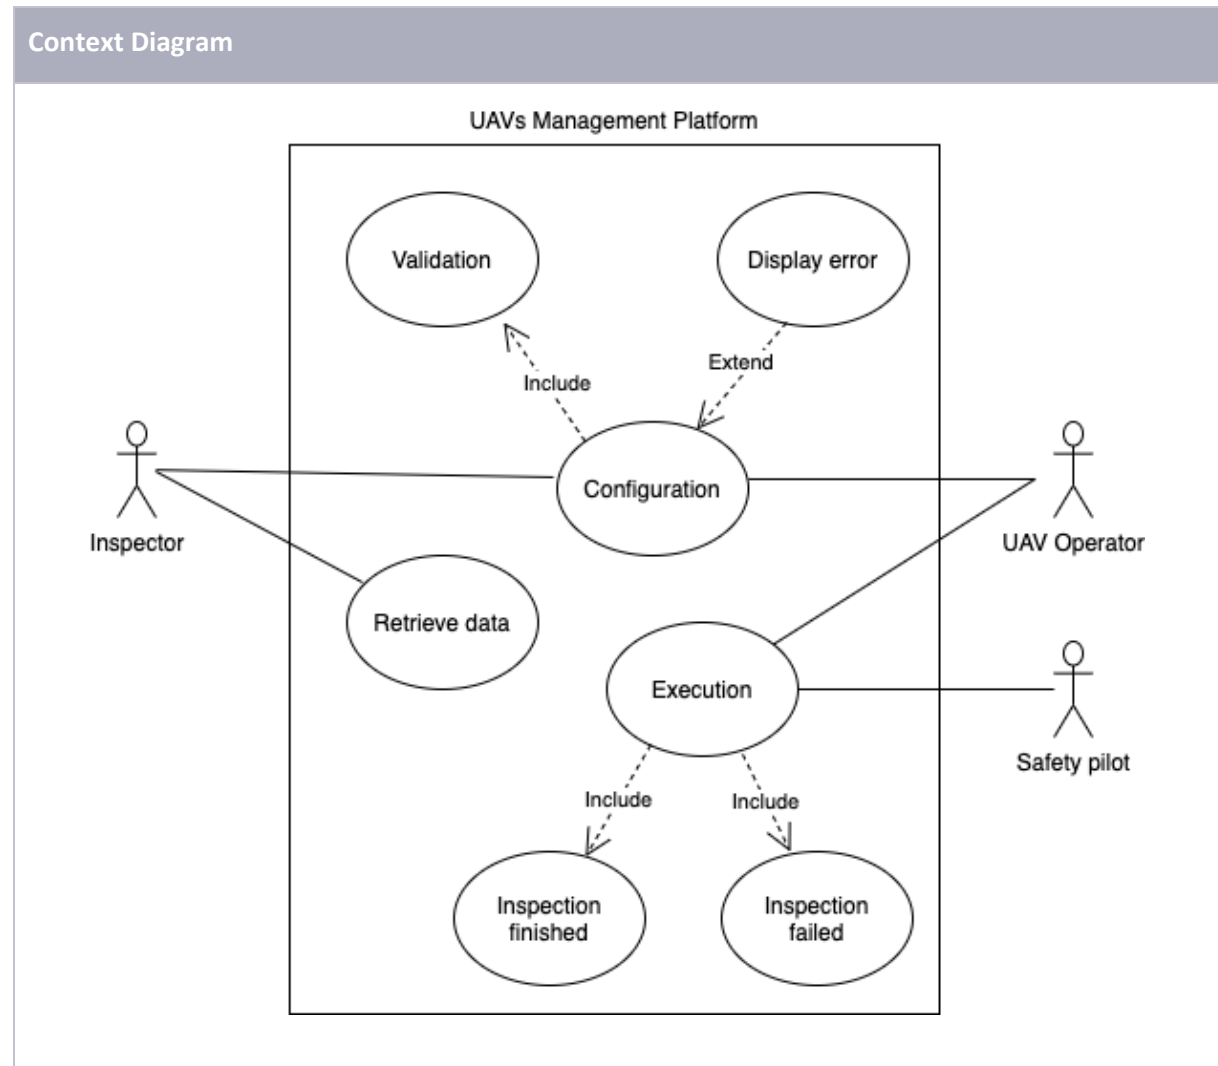 Context Diagram
UAVs Management Platform
Validation
Display error
Extend
Include
Configuration
Inspector
UAV Operator
Retrieve data
Execution
Safety pilot
Include
Include
Inspection
finished
Inspection
failed